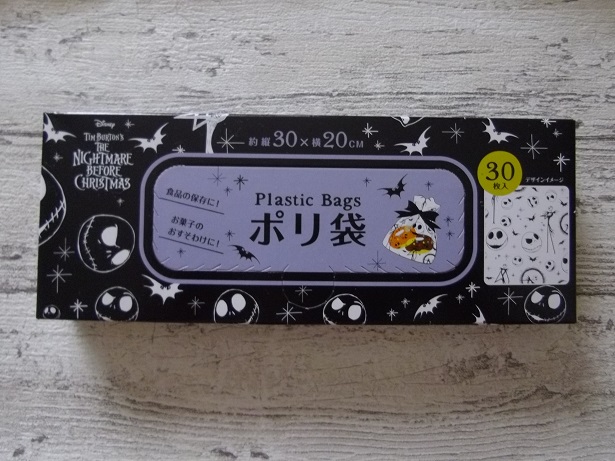 Disney
TIM BURTON'S
THE
NIGHTMARE
BEFORE
CHRISTMAS
約 縦30×横20CM
食品の保存に!
お菓子の
おすそわけに!
Plastic Bags
ポリ袋
30
枚入
デザインイメージ